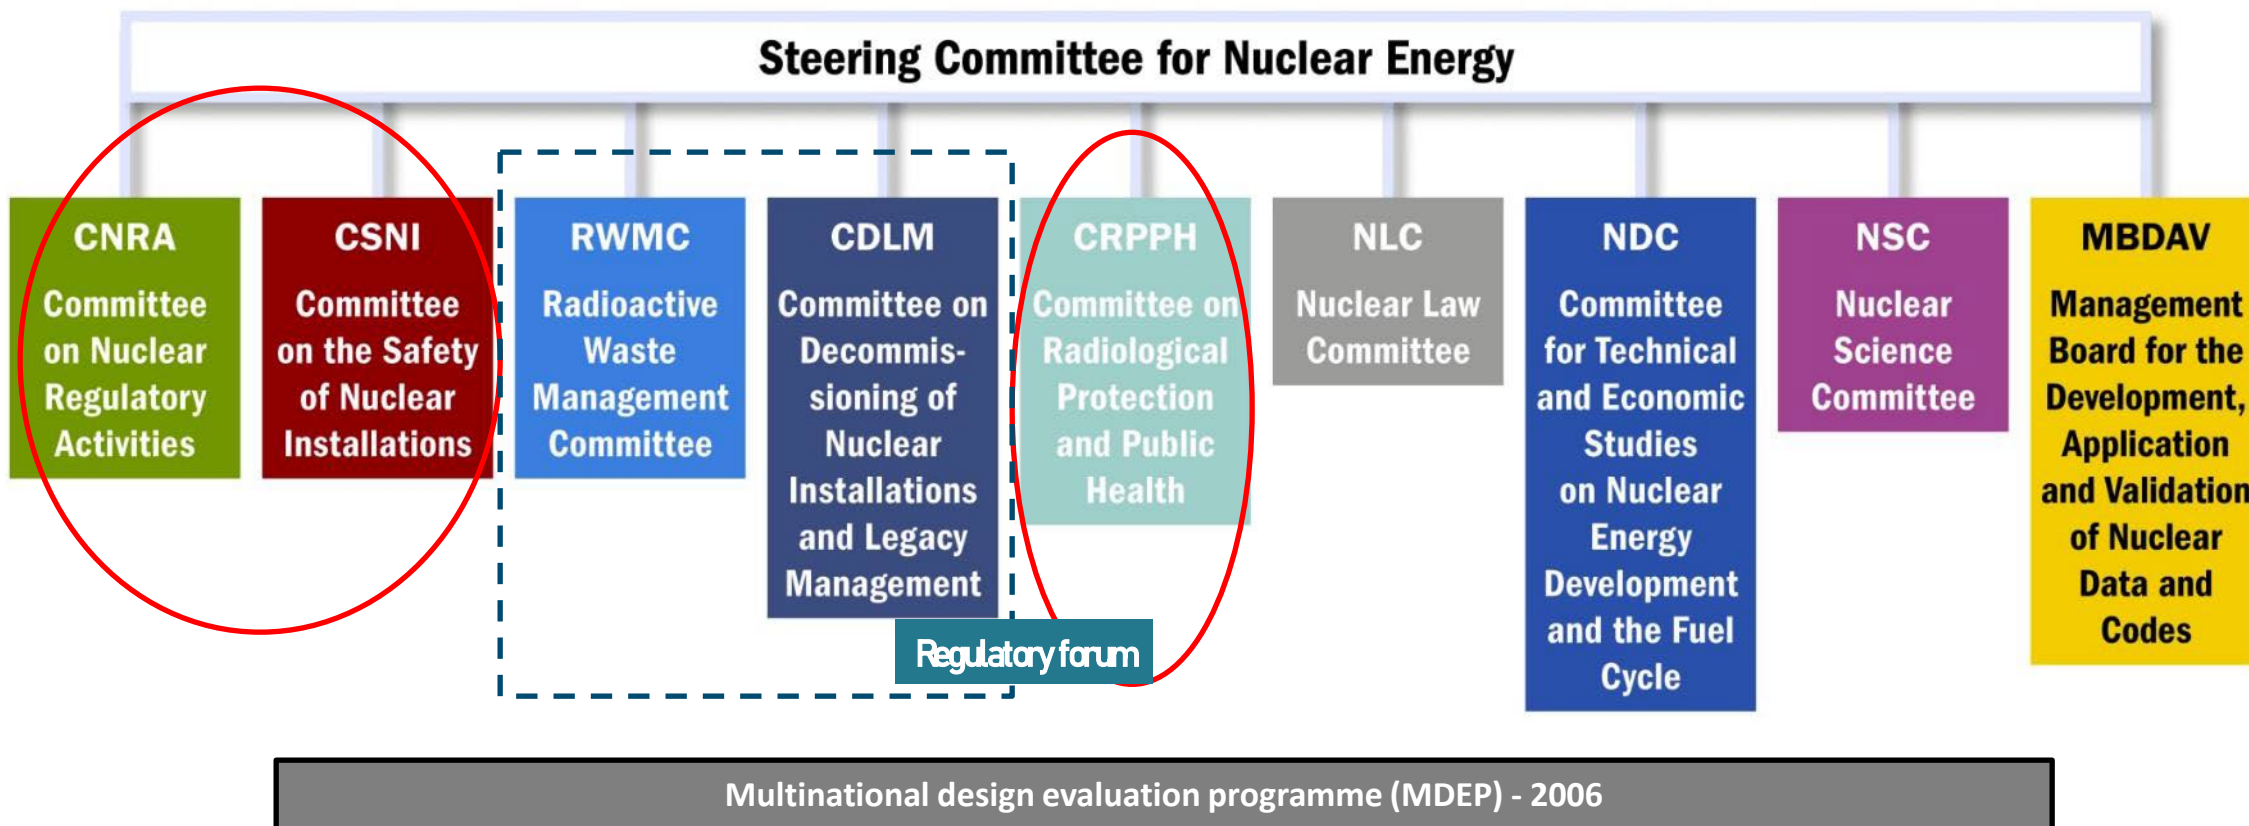 Steering Committee for Nuclear Energy
CNRA
Committee
on Nuclear
Regulatory
Activities
CSNI
Committee
on the Safety
of Nuclear
Installations
RWMC
Radioactive
Waste
Management
Committee
CDLM
Committee on
Decommis-
sioning of
Nuclear
Installations
and Legacy
Management
CRPPH
Committee on
Radiological
Protection
and Public
Health
NLC
Nuclear Law
Committee
NDC
Committee
for Technical
and Economic
Studies
on Nuclear
Energy
Development
and the Fuel
Cycle
NSC
Nuclear
Science
Committee
MBDAV
Management
Board for the
Development,
Application
and Validation
of Nuclear
Data and
Codes
Regulatory forum
Multinational design evaluation programme (MDEP) - 2006